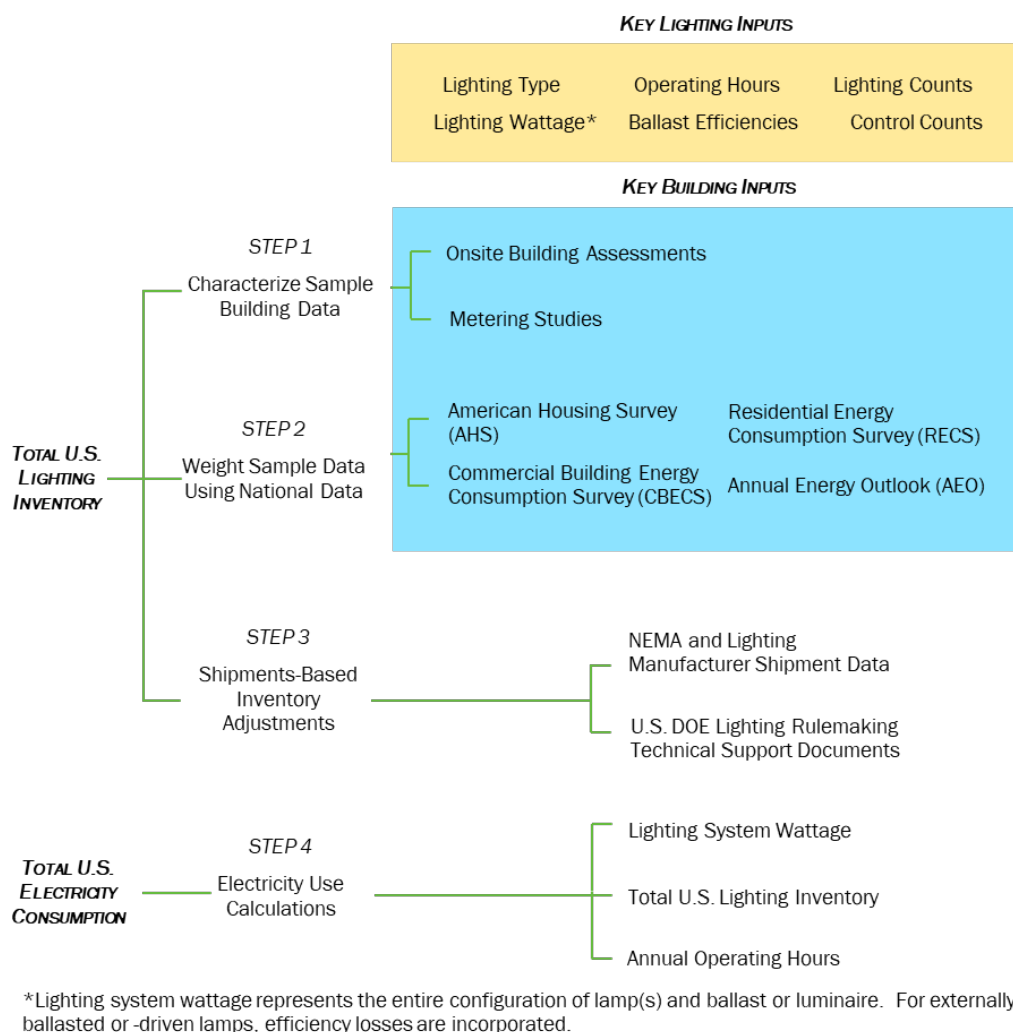 KEY LIGHTING INPUTS
Lighting Type
Operating Hours
Lighting Counts
Lighting Wattage*
Ballast Efficiencies
Control Counts
KEY BUILDING INPUTS
STEP 1
Characterize Sample
Building Data
Onsite Building Assessments
Metering Studies
TOTAL U.S.
LIGHTING
INVENTORY
STEP 2
Weight Sample Data
Using National Data
American Housing Survey
(AHS)
Residential Energy
Consumption Survey (RECS)
Commercial Building Energy
Consumption Survey (CBECS)
Annual Energy Outlook (AEO)
STEP 3
Shipments-Based
Inventory
Adjustments
NEMA and Lighting
Manufacturer Shipment Data
U.S. DOE Lighting Rulemaking
Technical Support Documents
TOTAL U.S.
ELECTRICITY
CONSUMPTION
STEP 4
Electricity Use
Calculations
Lighting System Wattage
Total U.S. Lighting Inventory
Annual Operating Hours
*Lighting system wattage represents the entire configuration of lamp(s) and ballast or luminaire. For externally
ballasted or -driven lamps, efficiency losses are incorporated.